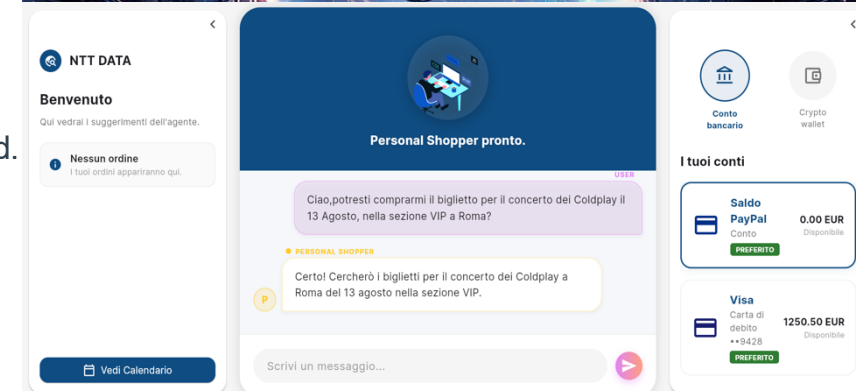 d.
NTT DATA
Benvenuto
Qui vedrai i suggerimenti dell'agente.
Nessun ordine
I tuoi ordini appariranno qui.
Vedi Calendario
Personal Shopper pronto.
USER
Ciao,potresti comprarmi il biglietto per il concerto dei Coldplay il
13 Agosto, nella sezione VIP a Roma?
PERSONAL SHOPPER
P
Certo! Cercherò i biglietti per il concerto dei Coldplay a
Roma del 13 agosto nella sezione VIP.
Scrivi un messaggio...
Conto
bancario
Crypto
wallet
I tuoi conti
Saldo
PayPal
Conto
PREFERITO
0.00 EUR
Disponibile
Visa
Carta di
debito
••9428
PREFERITO
1250.50 EUR
Disponibile